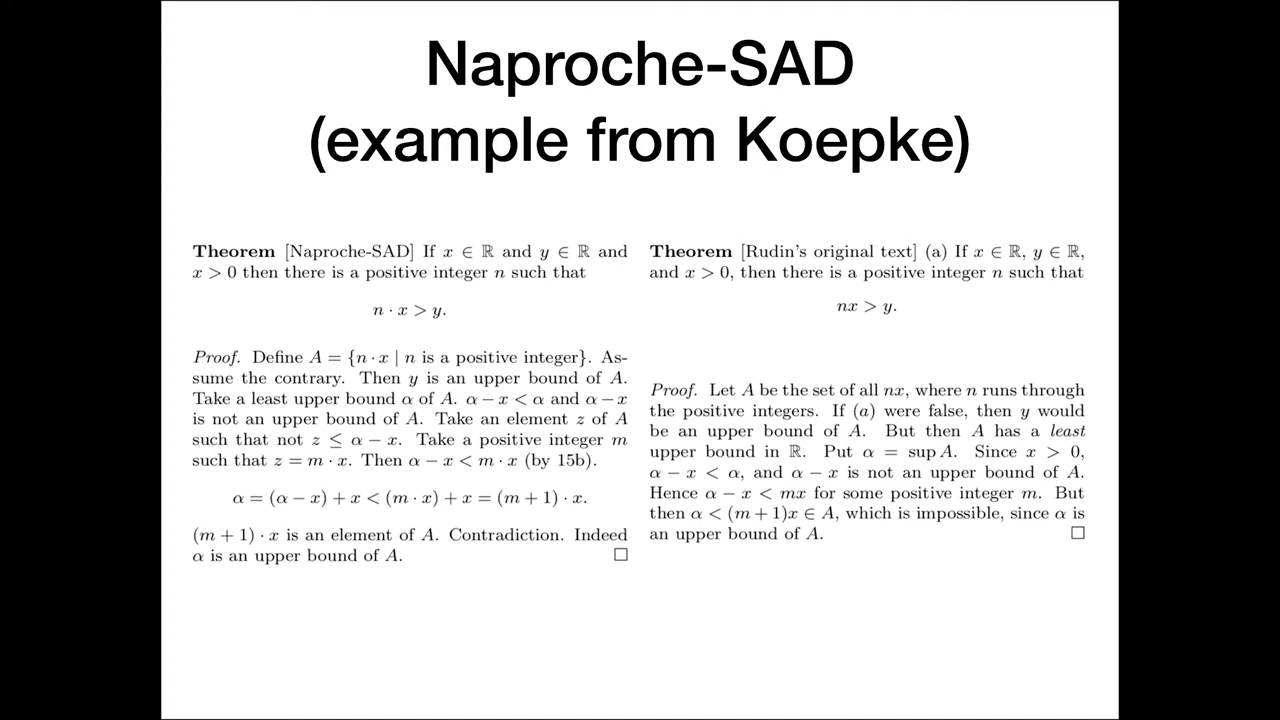 Naproche-SAD
(example from Koepke)
Theorem [Naproche-SAD] If x ∈ ℝ and y ∈ ℝ and
x > 0 then there is a positive integer n such that
n · x > y.
Proof. Define A = {n · x | n is a positive integer}. As-
sume the contrary. Then y is an upper bound of A.
Take a least upper bound α of A. α − x < α and α − x
is not an upper bound of A. Take an element z of A
such that not z ≤ α − x. Take a positive integer m
such that z = m · x. Then α − x < m · x (by 15b).
α = (α − x) + x < (m · x) + x = (m + 1) · x.
(m + 1) · x is an element of A. Contradiction. Indeed
α is an upper bound of A. □
Theorem [Rudin's original text] (a) If x ∈ ℝ, y ∈ ℝ,
and x > 0, then there is a positive integer n such that
nx > y.
Proof. Let A be the set of all nx, where n runs through
the positive integers. If (a) were false, then y would
be an upper bound of A. But then A has a least
upper bound in ℝ. Put α = sup A. Since x > 0,
α − x < α, and α − x is not an upper bound of A.
Hence α − x < mx for some positive integer m. But
then α < (m + 1)x ∈ A, which is impossible, since α is
an upper bound of A. □